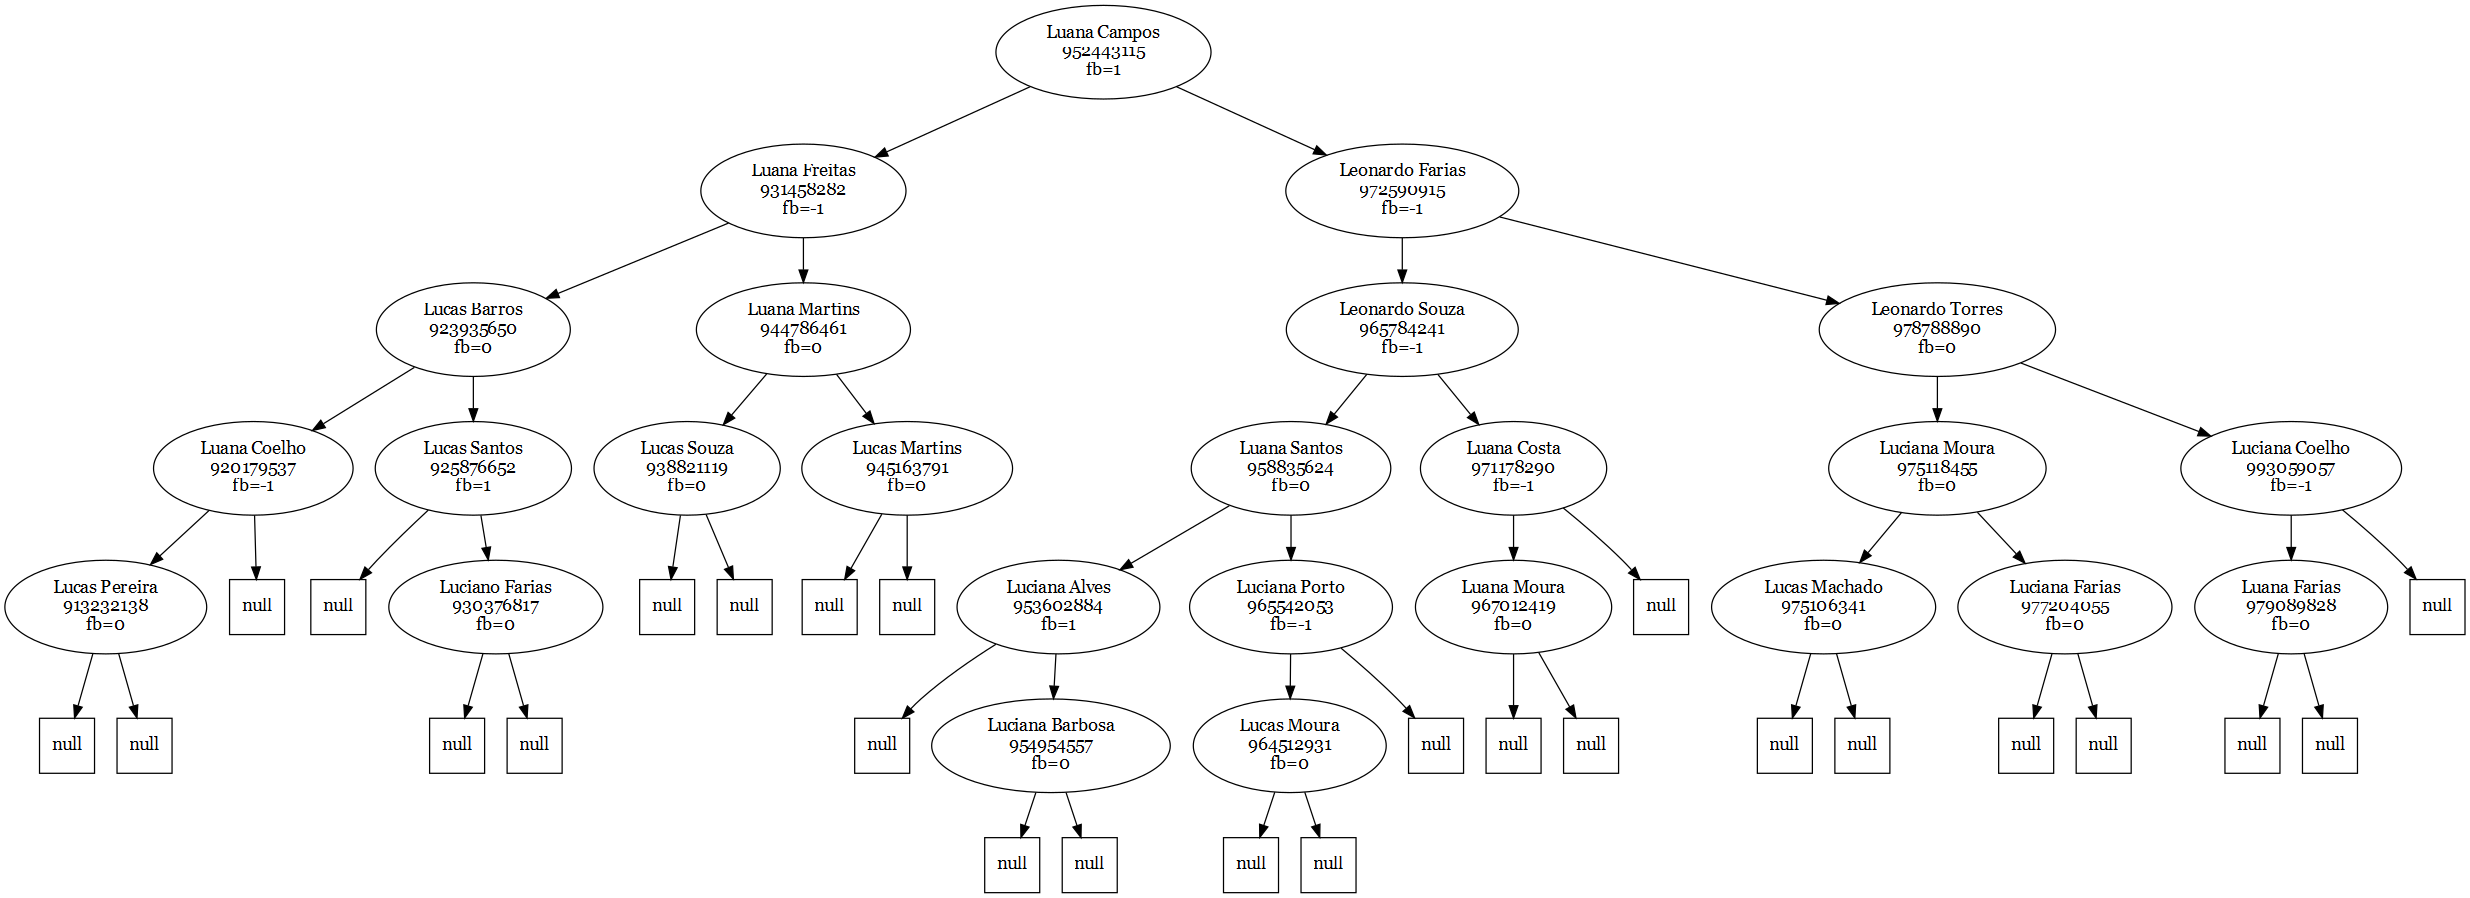 Luana Campos
952443115
fb=1
Luana Freitas
931458282
fb=-1
Leonardo Farias
972590915
fb=-1
Lucas Barros
923935650
fb=0
Luana Martins
944786461
fb=0
Leonardo Souza
965784241
fb=-1
Leonardo Torres
978788890
fb=0
Luana Coelho
920179537
fb=-1
Lucas Santos
925876652
fb=1
Lucas Souza
938821119
fb=0
Lucas Martins
945163791
fb=0
Luana Santos
958835624
fb=0
Luana Costa
971178290
fb=-1
Luciana Moura
975118455
fb=0
Luciana Coelho
993059057
fb=-1
Lucas Pereira
913232138
fb=0
null
null
Luciano Farias
930376817
fb=0
null
null
null
null
Luciana Alves
953602884
fb=1
Luciana Porto
965542053
fb=-1
Luana Moura
967012419
fb=0
null
Lucas Machado
975106341
fb=0
Luciana Farias
977204055
fb=0
Luana Farias
979089828
fb=0
null
null
null
null
null
null
Luciana Barbosa
954954557
fb=0
Lucas Moura
964512931
fb=0
null
null
null
null
null
null
null
null
null
null
null
null
null